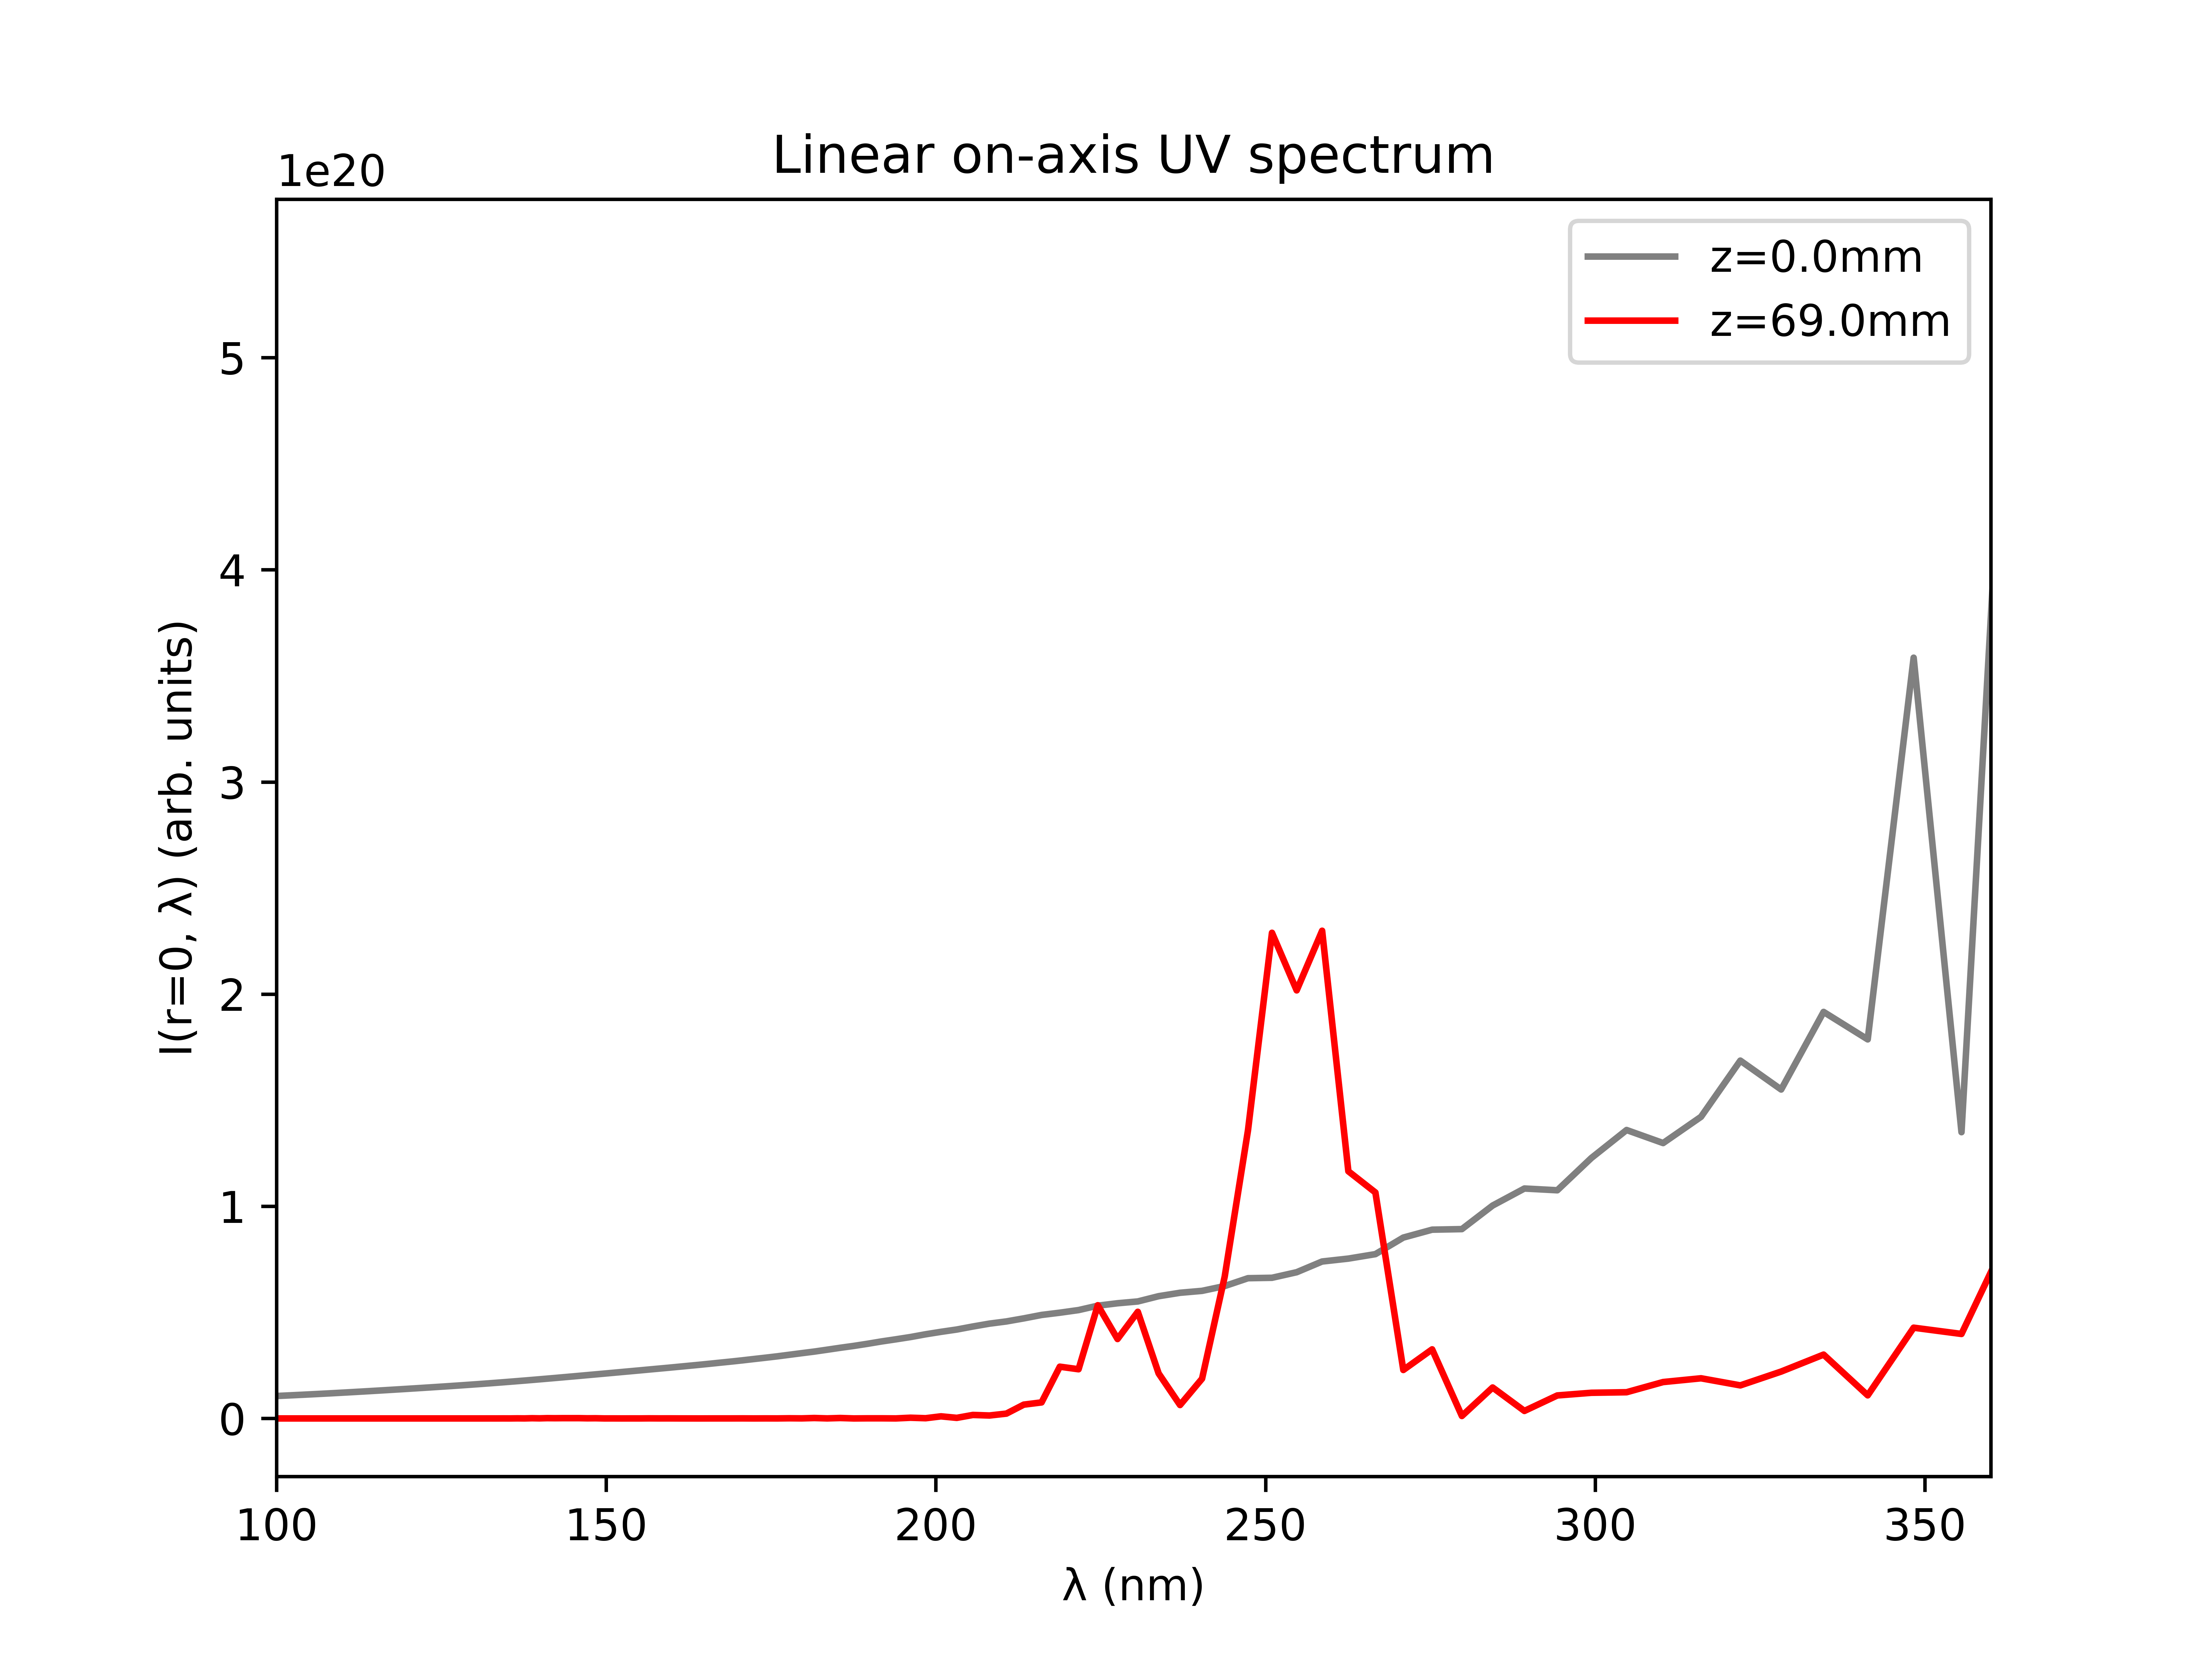 Linear on-axis UV spectrum
1e20
z=0.0mm
z=69.0mm
5
4
3
2
1
0
I(r=0, λ) (arb. units)
100 150 200 250 300 350
λ (nm)